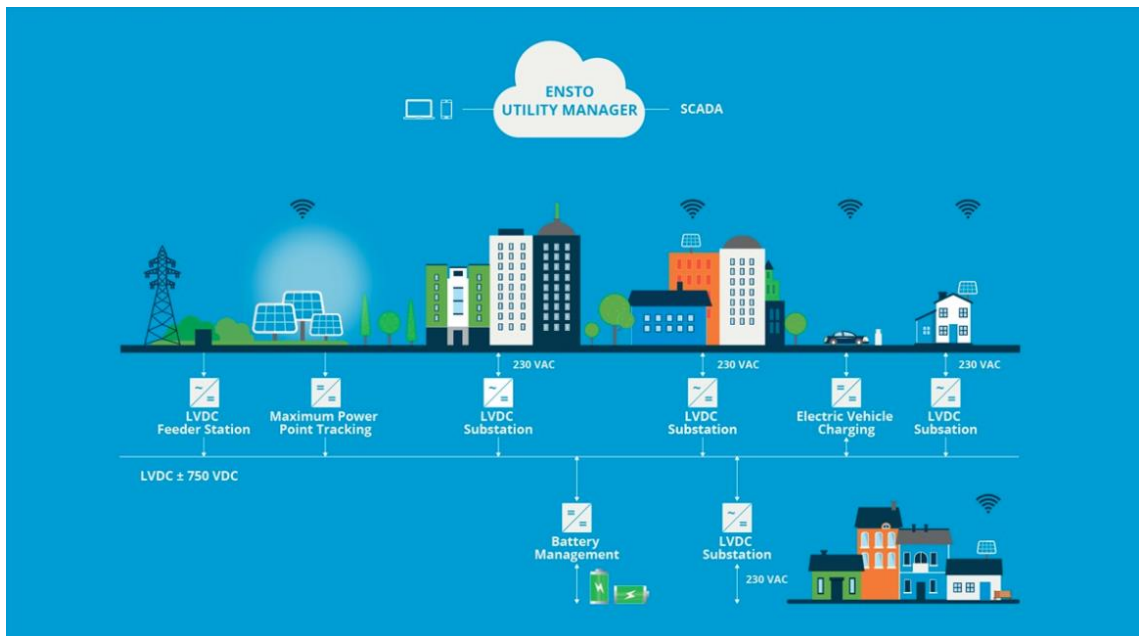 ENSTO
UTILITY MANAGER
SCADA
230 VAC
230 VAC
230 VAC
LVDC
Feeder Station
Maximum Power
Point Tracking
LVDC
Substation
LVDC
Substation
Electric Vehicle
Charging
LVDC
Subsation
LVDC ± 750 VDC
Battery
Management
LVDC
Substation
230 VAC